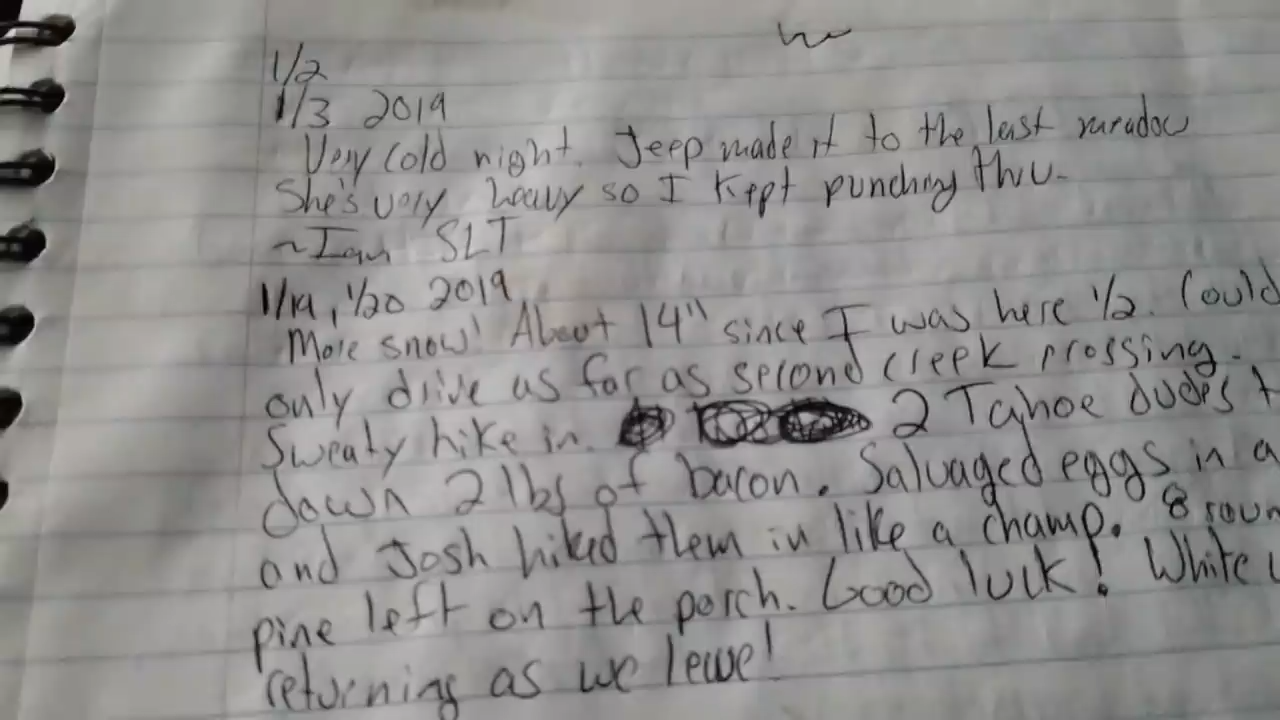 1/2
1/3 2019
Very cold night. Jeep made it to the last meadow
She's very heavy so I kept punching thru.
~Ian SLT
1/19, 1/20 2019
More snow! About 14" since I was here 1/2. Could
only drive as far as second creek crossing.
Sweaty hike in. 2 Tahoe dudes
down 2 lbs of bacon. Salvaged eggs in a
and Josh hiked them in like a champ. 8
pine left on the porch. Good luck! White
returning as we leave!